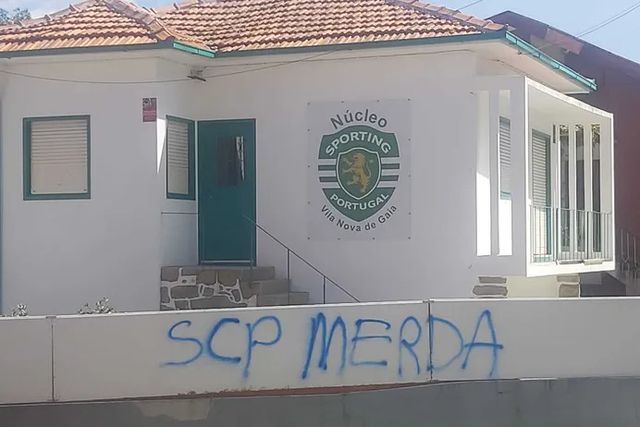 Núcleo
SPORTING
PORTUGAL
Vila Nova de Gaia
SCP MERDA